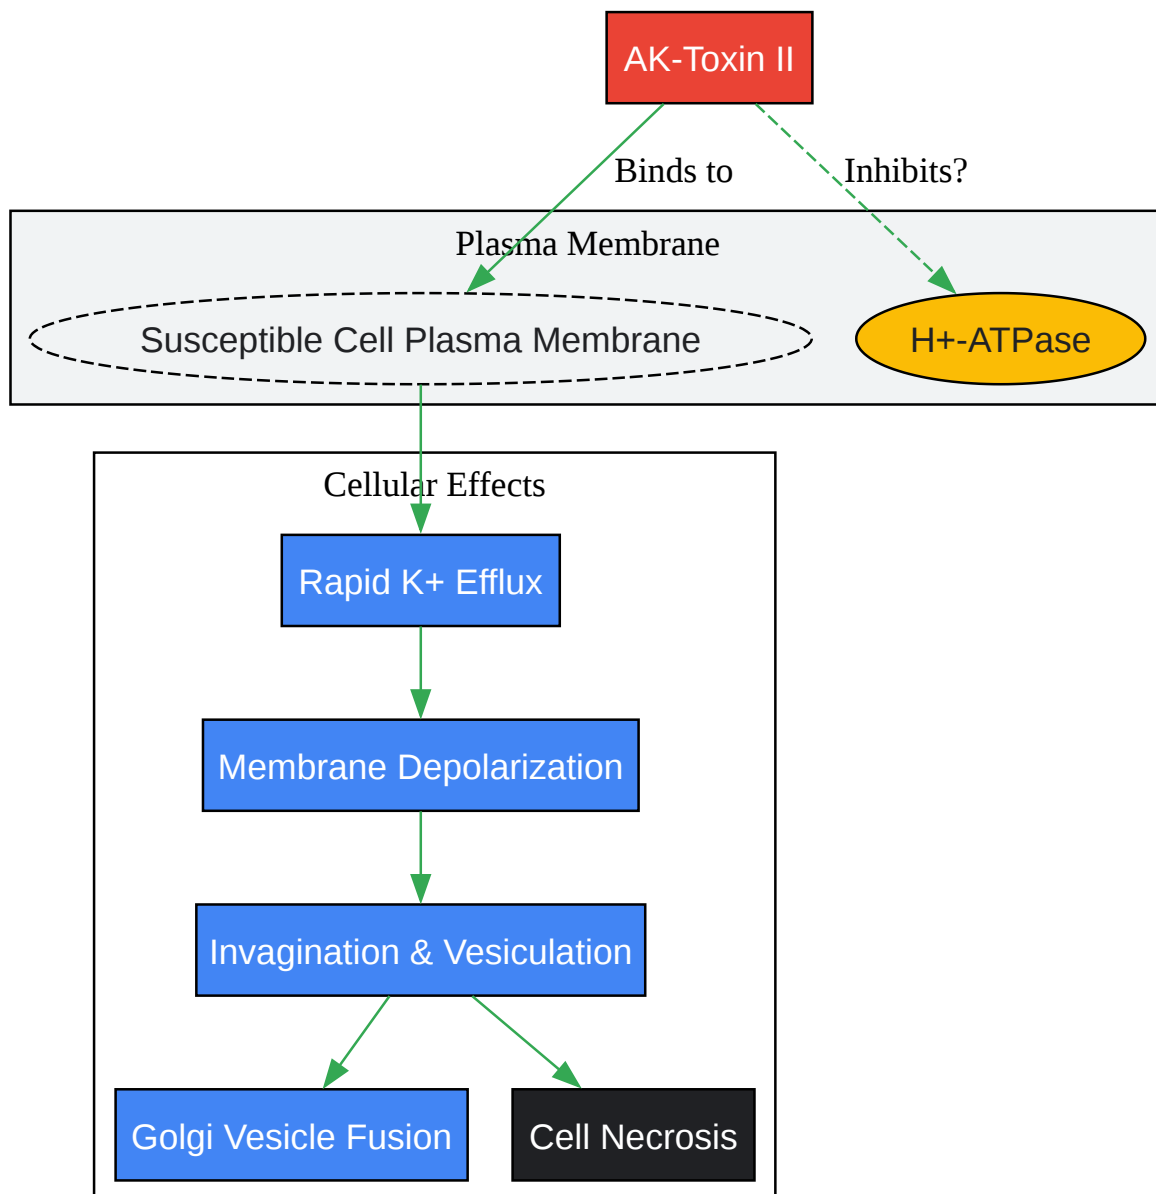 AK-Toxin II
Binds to
Inhibits?
Plasma Membrane
Susceptible Cell Plasma Membrane
H+-ATPase
Cellular Effects
Rapid K+ Efflux
Membrane Depolarization
Invagination & Vesiculation
Golgi Vesicle Fusion
Cell Necrosis